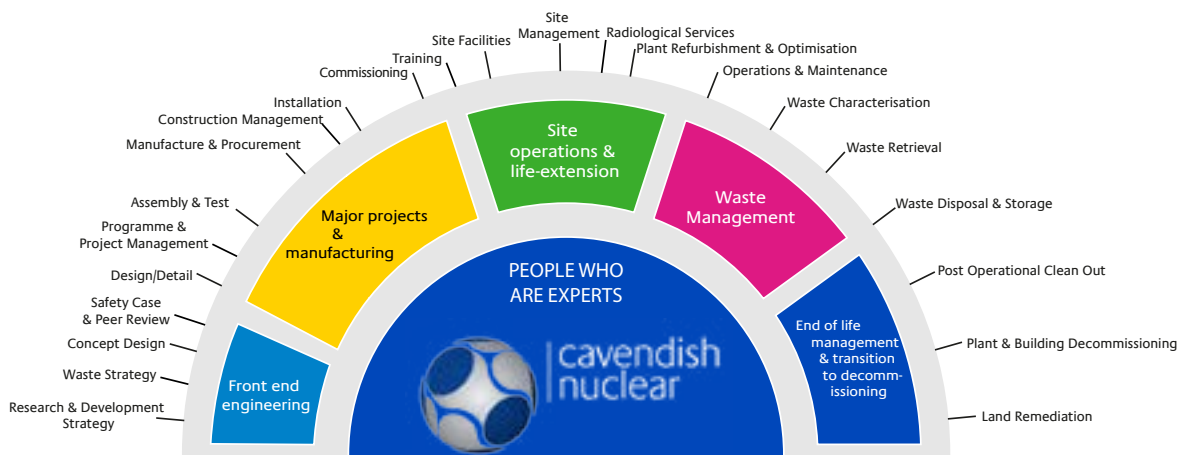 Site
Management
Radiological Services
Site Facilities
Plant Refurbishment & Optimisation
Training
Commissioning
Operations & Maintenance
Installation
Waste Characterisation
Construction Management
Manufacture & Procurement
Waste Retrieval
Assembly & Test
Waste Disposal & Storage
Programme &
Project Management
Design/Detail
Post Operational Clean Out
Safety Case
& Peer Review
Concept Design
Plant & Building Decommissioning
Waste Strategy
Research & Development
Strategy
Land Remediation
Front end
engineering
Major projects
&
manufacturing
Site
operations &
life-extension
Waste
Management
End of life
management
& transition
to decomm-
issioning
PEOPLE WHO
ARE EXPERTS
cavendish
nuclear